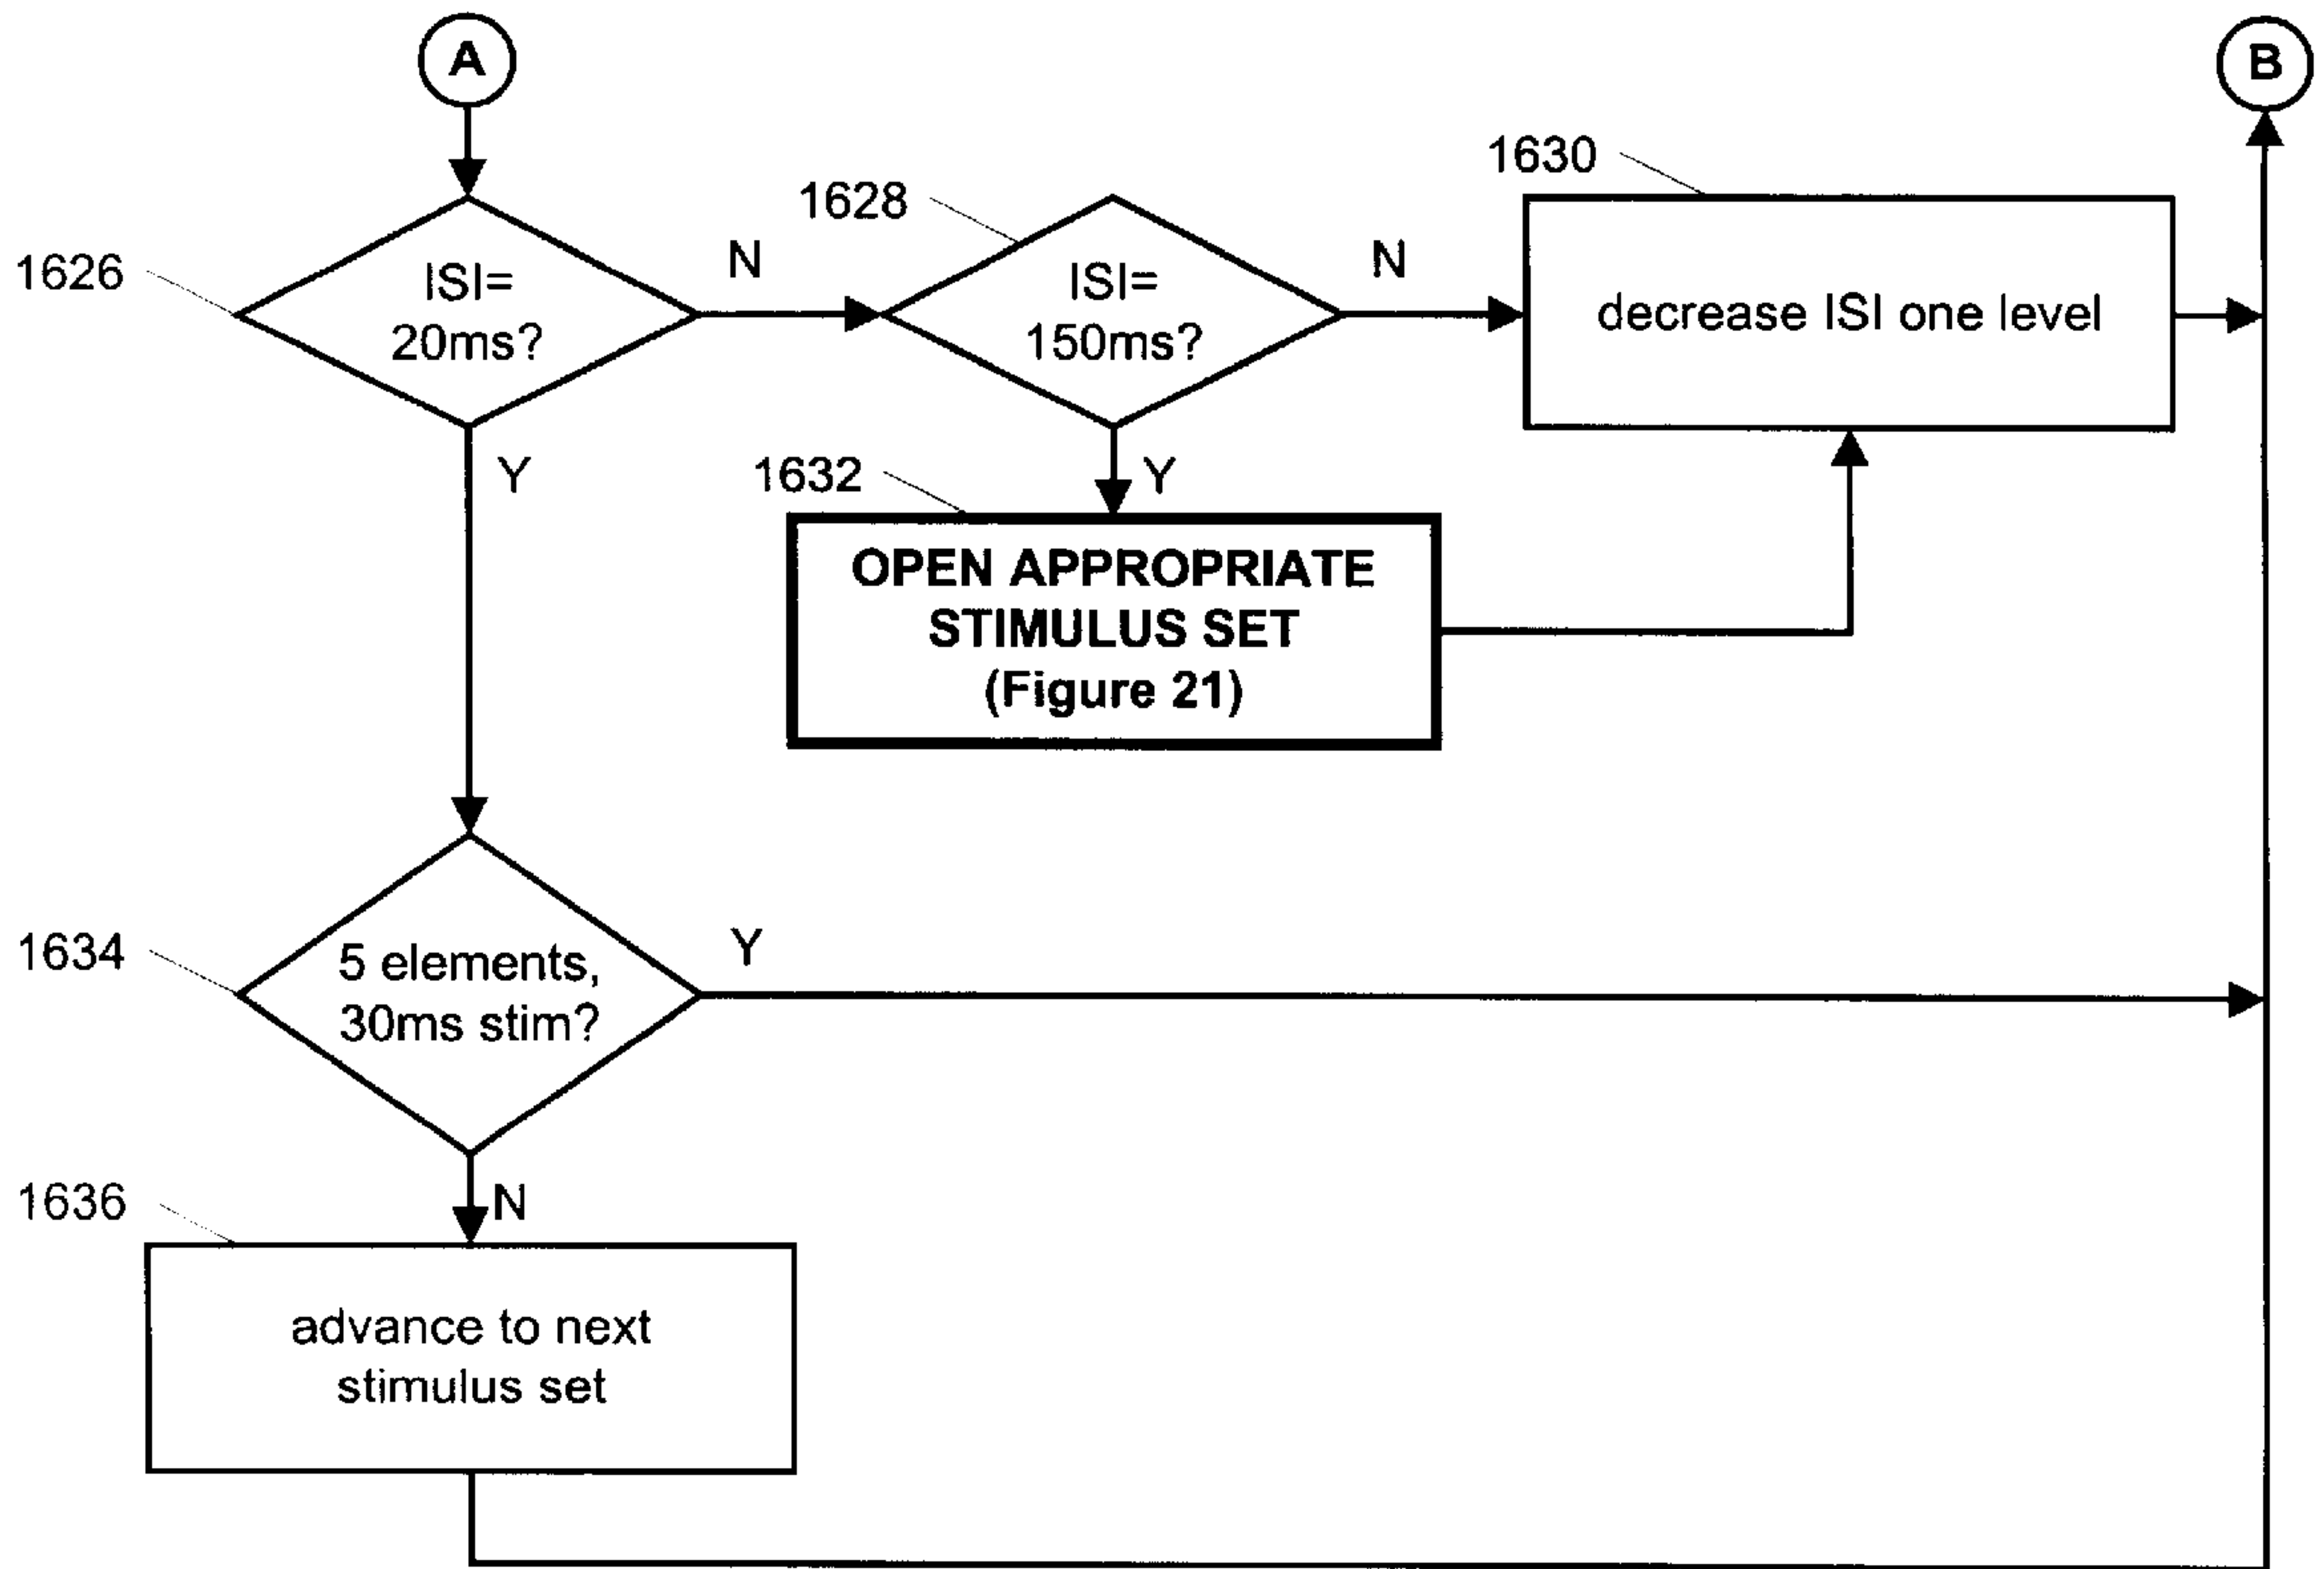 A
B
1630
1628
1626
ISI=
20ms?
N
ISI=
150ms?
N
decrease ISI one level
Y
1632
Y
OPEN APPROPRIATE
STIMULUS SET
(Figure 21)
1634
5 elements,
30ms stim?
Y
1636
N
advance to next
stimulus set